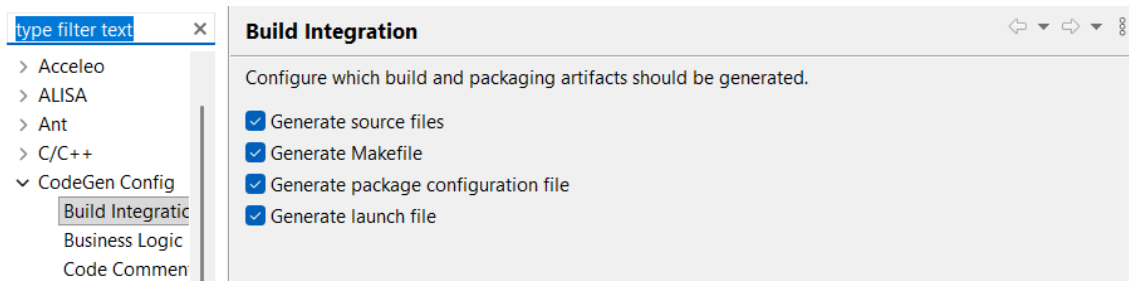 type filter text
Acceleo
ALISA
Ant
C/C++
CodeGen Config
Build Integratic
Business Logic
Code Commen
Build Integration
Configure which build and packaging artifacts should be generated.
Generate source files
Generate Makefile
Generate package configuration file
Generate launch file